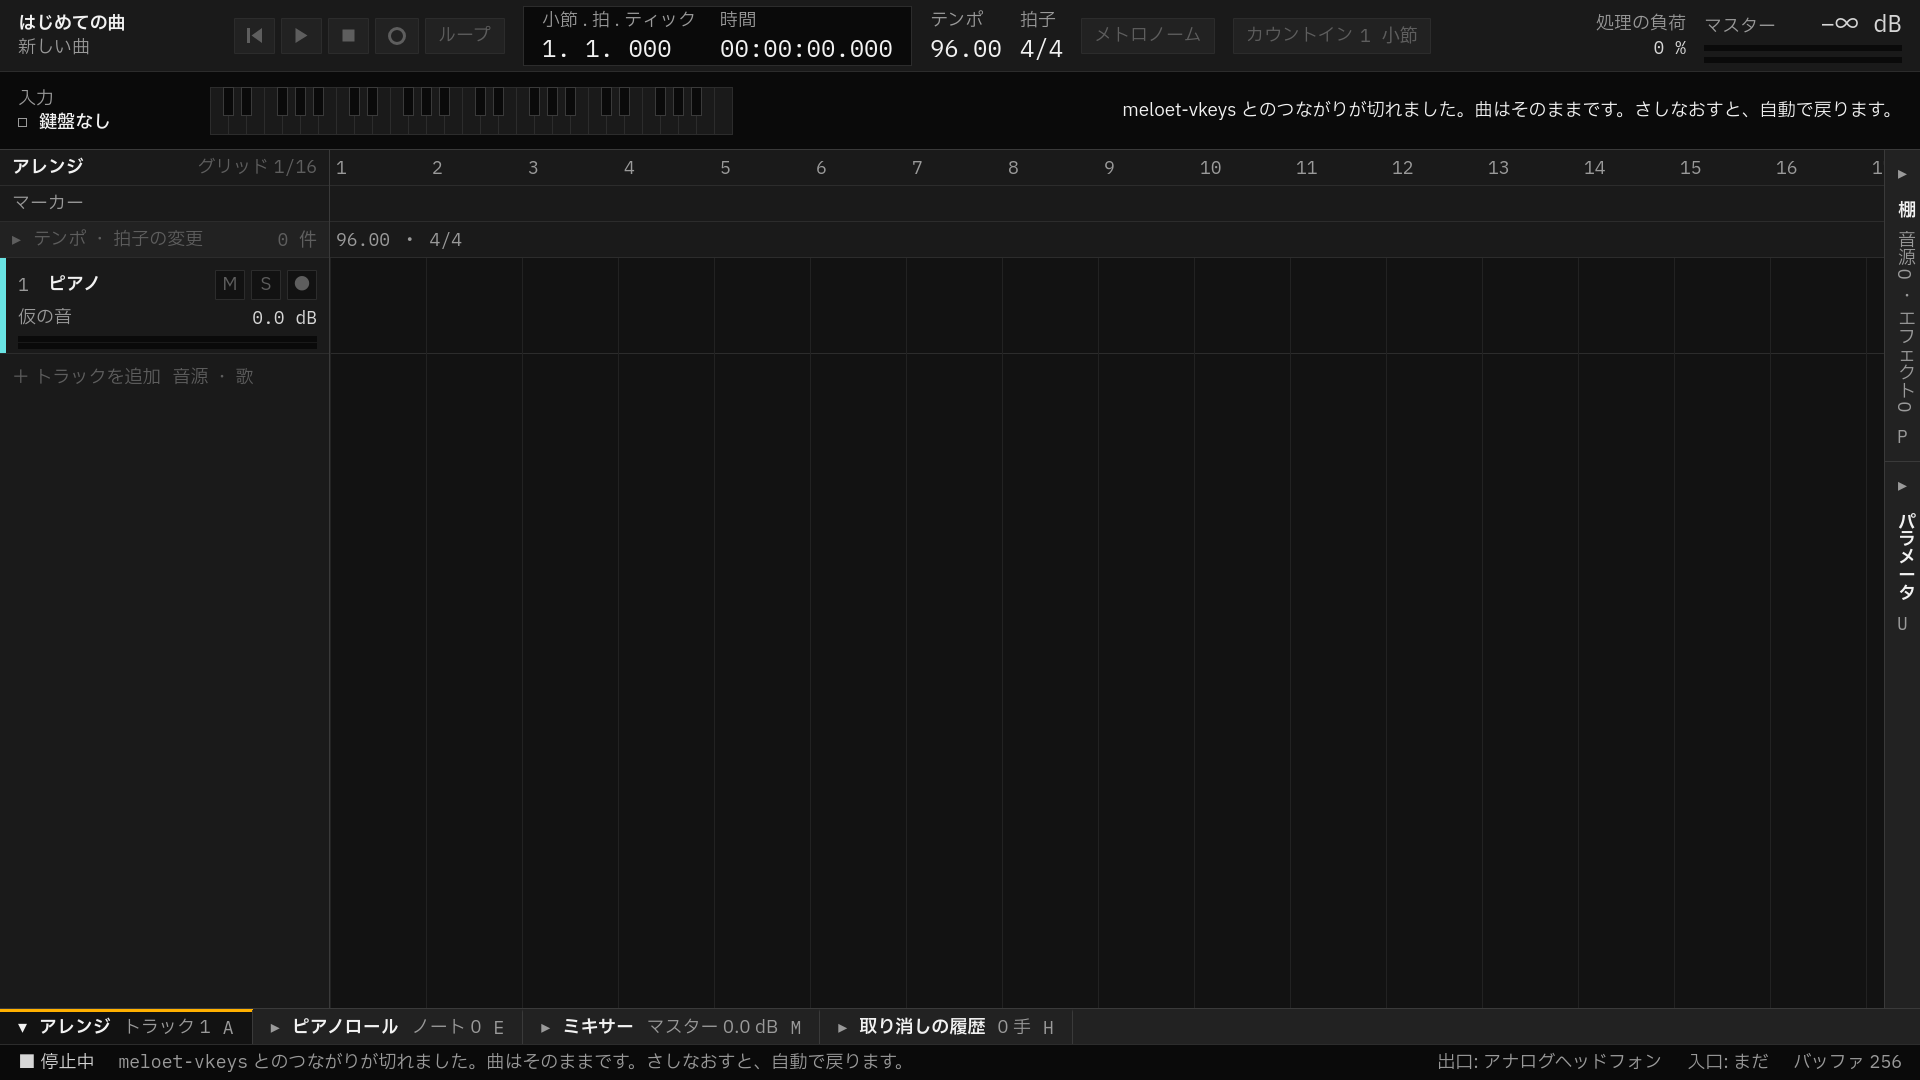 はじめての曲
新しい曲
ループ
小節 . 拍 . ティック 時間
1. 1. 000 00:00:00.000
テンポ 拍子
96.00 4/4
メトロノーム
カウントイン 1 小節
処理の負荷
0 %
マスター -∞ dB
入力
鍵盤なし
meloet-vkeys とのつながりが切れました。曲はそのままです。さしなおすと、自動で戻ります。
アレンジ グリッド 1/16
1 2 3 4 5 6 7 8 9 10 11 12 13 14 15 16 1
マーカー
▶ テンポ ・ 拍子の変更 0 件
96.00 ・ 4/4
1 ピアノ M S
仮の音 0.0 dB
＋ トラックを追加 音源 ・ 歌
▶ 棚 音源 0 ・ エフェクト 0 P
▶ パラメータ U
▼ アレンジ トラック 1 A
▶ ピアノロール ノート 0 E
▶ ミキサー マスター 0.0 dB M
▶ 取り消しの履歴 0 手 H
■ 停止中 meloet-vkeys とのつながりが切れました。曲はそのままです。さしなおすと、自動で戻ります。
出口: アナログヘッドフォン 入口: まだ バッファ 256